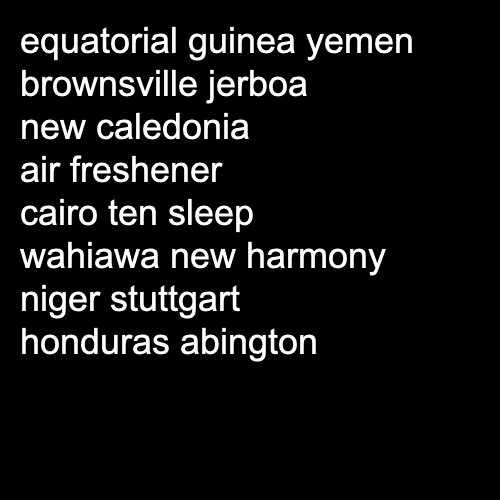 equatorial guinea yemen
brownsville jerboa
new caledonia
air freshener
cairo ten sleep
wahiawa new harmony
niger stuttgart
honduras abington